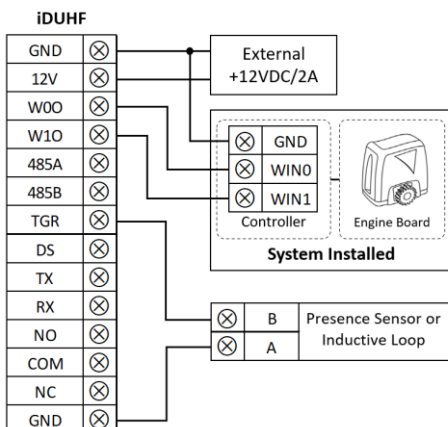 iDUHF
GND
12V
W0O
W1O
485A
485B
TGR
DS
TX
RX
NO
COM
NC
GND
External
+12VDC/2A
GND
WIN0
WIN1
Controller
Engine Board
System Installed
B
A
Presence Sensor or
Inductive Loop